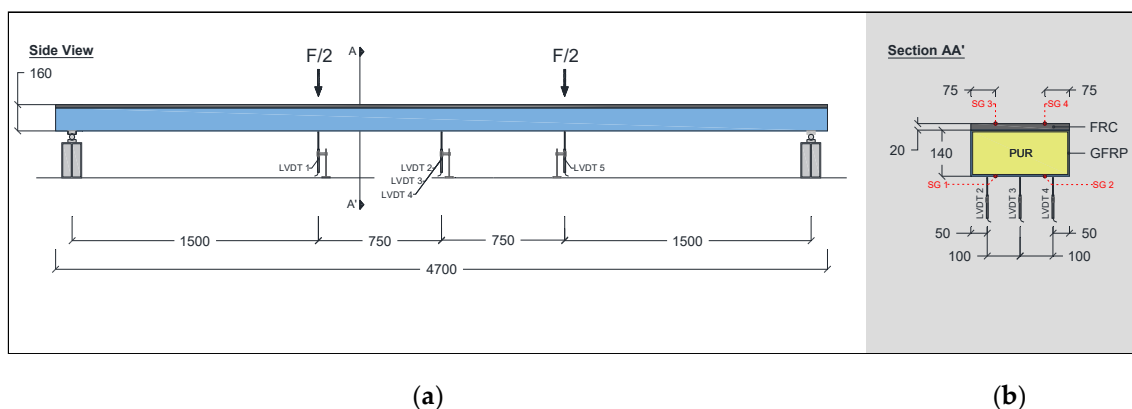 Side View
160
F/2
A
F/2
LVDT 1
LVDT 2
LVDT 3
LVDT 4
LVDT 5
A'
1500
750
750
1500
4700
Section AA'
75
75
SG 3
SG 4
FRC
20
140
PUR
GFRP
SG 1
SG 2
LVDT 2
LVDT 3
LVDT 4
50
50
100
100
(a)
(b)